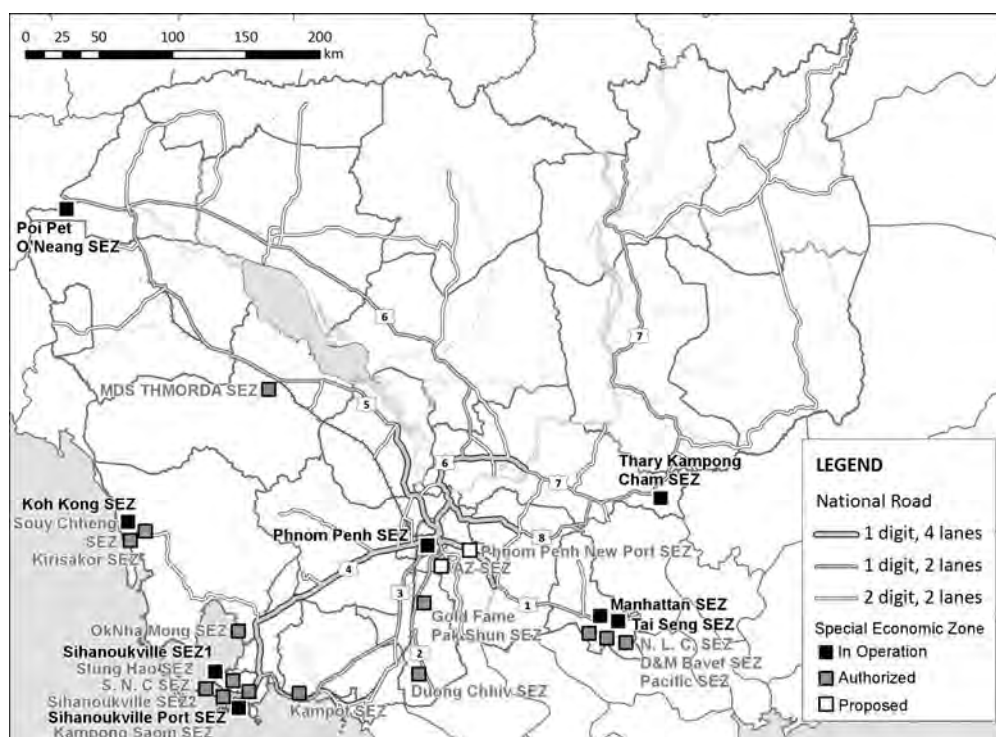 0 25 50 100 150 200
km
Poi Pet
O'Neang SEZ
6
7
MDS THMORDA SEZ
5
6
7
Thary Kampong
Cham SEZ
Koh Kong SEZ
Souy Chheng
SEZ
Kirisakor SEZ
Phnom Penh SEZ
8
Phnom Penh New Port SEZ
AZ SEZ
4
3
1
Gold Fame
Pak Shun SEZ
Manhattan SEZ
Tai Seng SEZ
N. L. C. SEZ
D&M Bavet SEZ
Pacific SEZ
OkNha Mong SEZ
Sihanoukville SEZ1
Stung Hao SEZ
S. N. C SEZ
Sihanoukville SEZ2
Sihanoukville Port SEZ
Kampong Saom SEZ
2
Duong Chhiv SEZ
Kampot SEZ
LEGEND
National Road
1 digit, 4 lanes
1 digit, 2 lanes
2 digit, 2 lanes
Special Economic Zone
In Operation
Authorized
Proposed